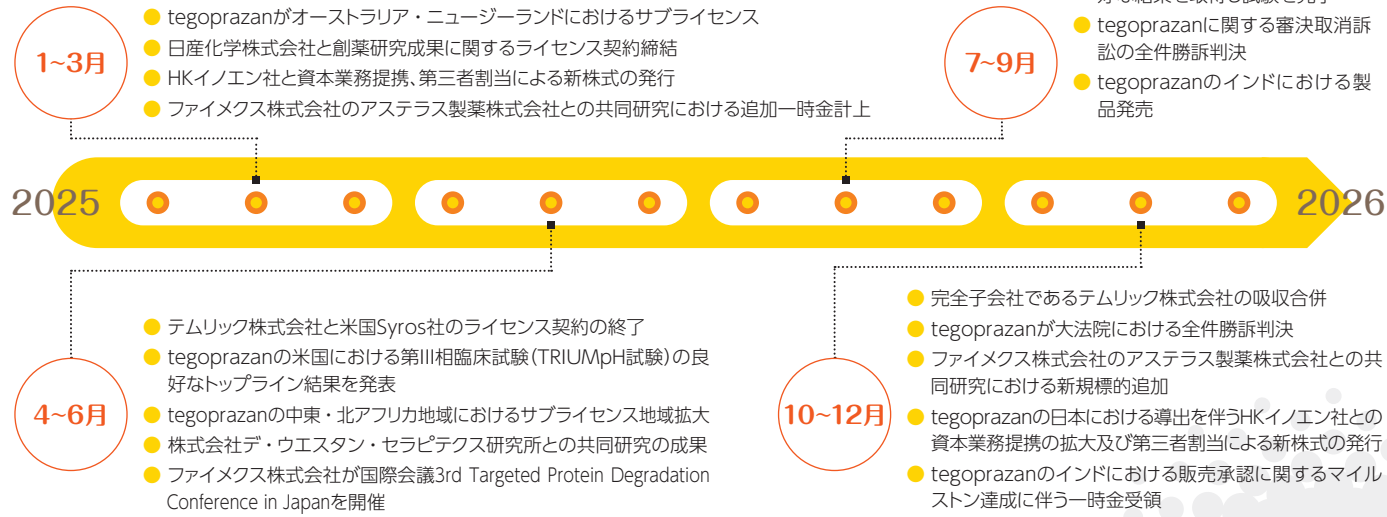 1~3月
tegoprazanがオーストラリア・ニュージーランドにおけるサブライセンス
日産化学株式会社と創薬研究成果に関するライセンス契約締結
HKイノエン社と資本業務提携、第三者割当による新株式の発行
ファイメクス株式会社のアステラス製薬株式会社との共同研究における追加一時金計上
7~9月
tegoprazanに関する審決取消訴
訟の全件勝訴判決
tegoprazanのインドにおける製
品発売
2025
2026
4~6月
テムリック株式会社と米国Syros社のライセンス契約の終了
tegoprazanの米国における第III相臨床試験（TRIUMpH試験）の良
好なトップライン結果を発表
tegoprazanの中東・北アフリカ地域におけるサブライセンス地域拡大
株式会社デ・ウエスタン・セラピテクス研究所との共同研究の成果
ファイメクス株式会社が国際会議3rd Targeted Protein Degradation
Conference in Japanを開催
10~12月
完全子会社であるテムリック株式会社の吸収合併
tegoprazanが大法院における全件勝訴判決
ファイメクス株式会社のアステラス製薬株式会社との共
同研究における新規標的追加
tegoprazanの日本における導出を伴うHKイノエン社との
資本業務提携の拡大及び第三者割当による新株式の発行
tegoprazanのインドにおける販売承認に関するマイル
ストン達成に伴う一時金受領